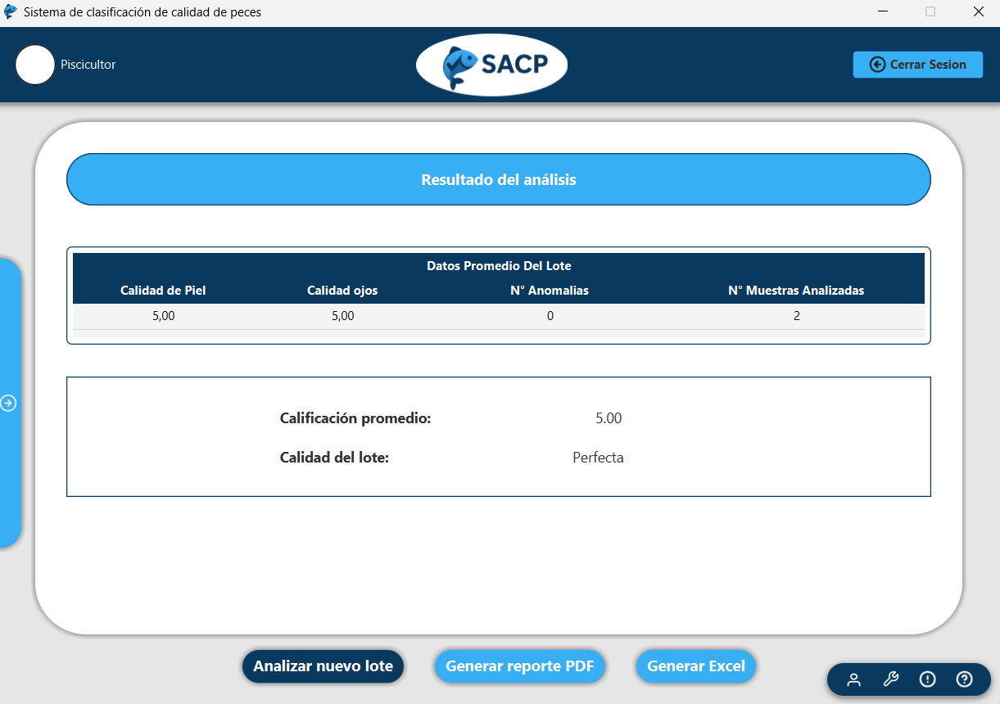 Sistema de clasificación de calidad de peces
Piscicultor
SACP
Cerrar Sesion
Resultado del análisis
Datos Promedio Del Lote
Calidad de Piel Calidad ojos N° Anomalias N° Muestras Analizadas
5,00 5,00 0 2
Calificación promedio: 5.00
Calidad del lote: Perfecta
Analizar nuevo lote Generar reporte PDF Generar Excel